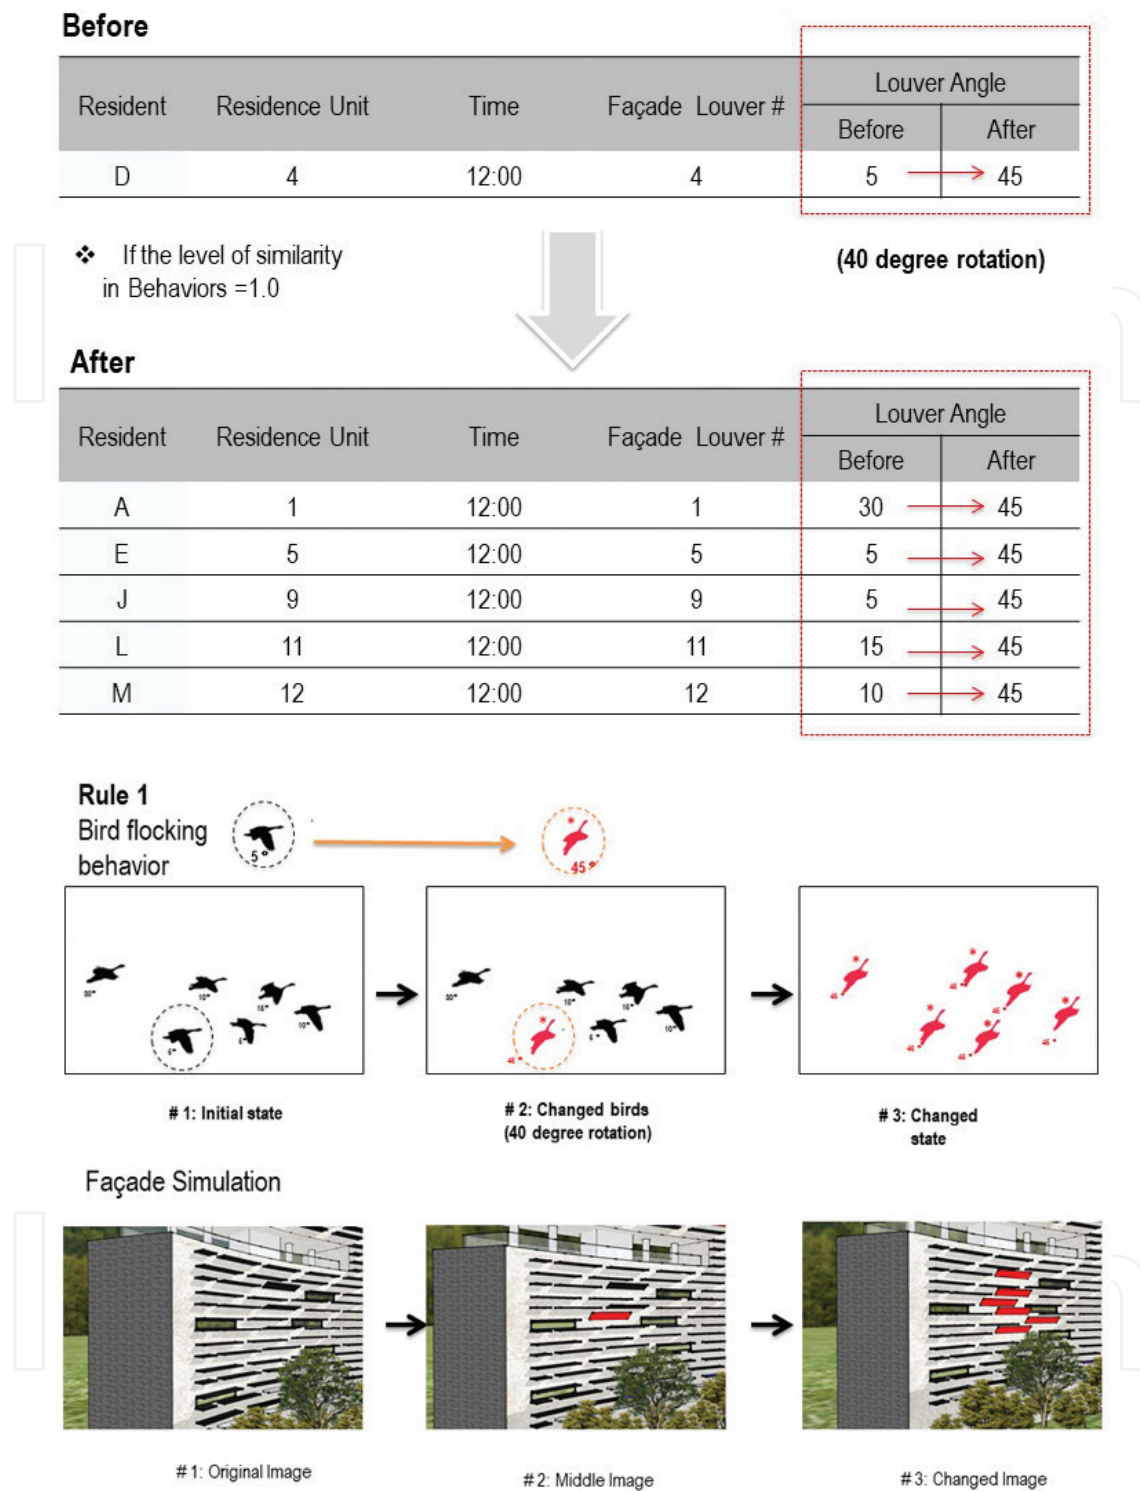 Before
Resident Residence Unit Time Façade Louver # Louver Angle
Before After
D 4 12:00 4 5 45
❖ If the level of similarity
in Behaviors =1.0
(40 degree rotation)
After
Resident Residence Unit Time Façade Louver # Louver Angle
Before After
A 1 12:00 1 30 45
E 5 12:00 5 5 45
J 9 12:00 9 5 45
L 11 12:00 11 15 45
M 12 12:00 12 10 45
Rule 1
Bird flocking
behavior
5°
45°
10° 10°
# 1: Initial state
# 2: Changed birds
(40 degree rotation)
# 3: Changed
state
Façade Simulation
# 1: Original Image
# 2: Middle Image
# 3: Changed Image